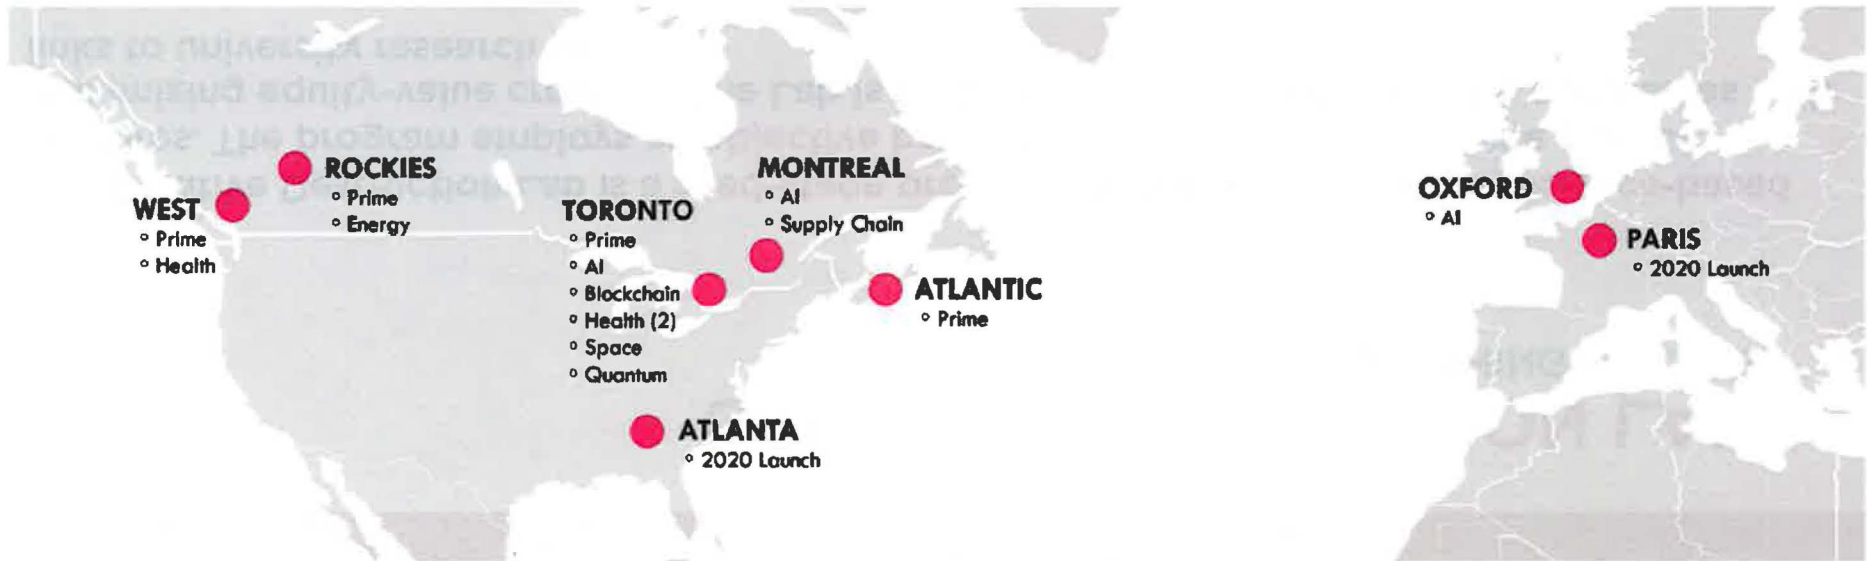 ROCKIES
° Prime
° Energy
WEST
° Prime
° Health
TORONTO
° Prime
° AI
° Blockchain
° Health (2)
° Space
° Quantum
MONTREAL
° AI
° Supply Chain
ATLANTIC
° Prime
ATLANTA
° 2020 Launch
OXFORD
° AI
PARIS
° 2020 Launch